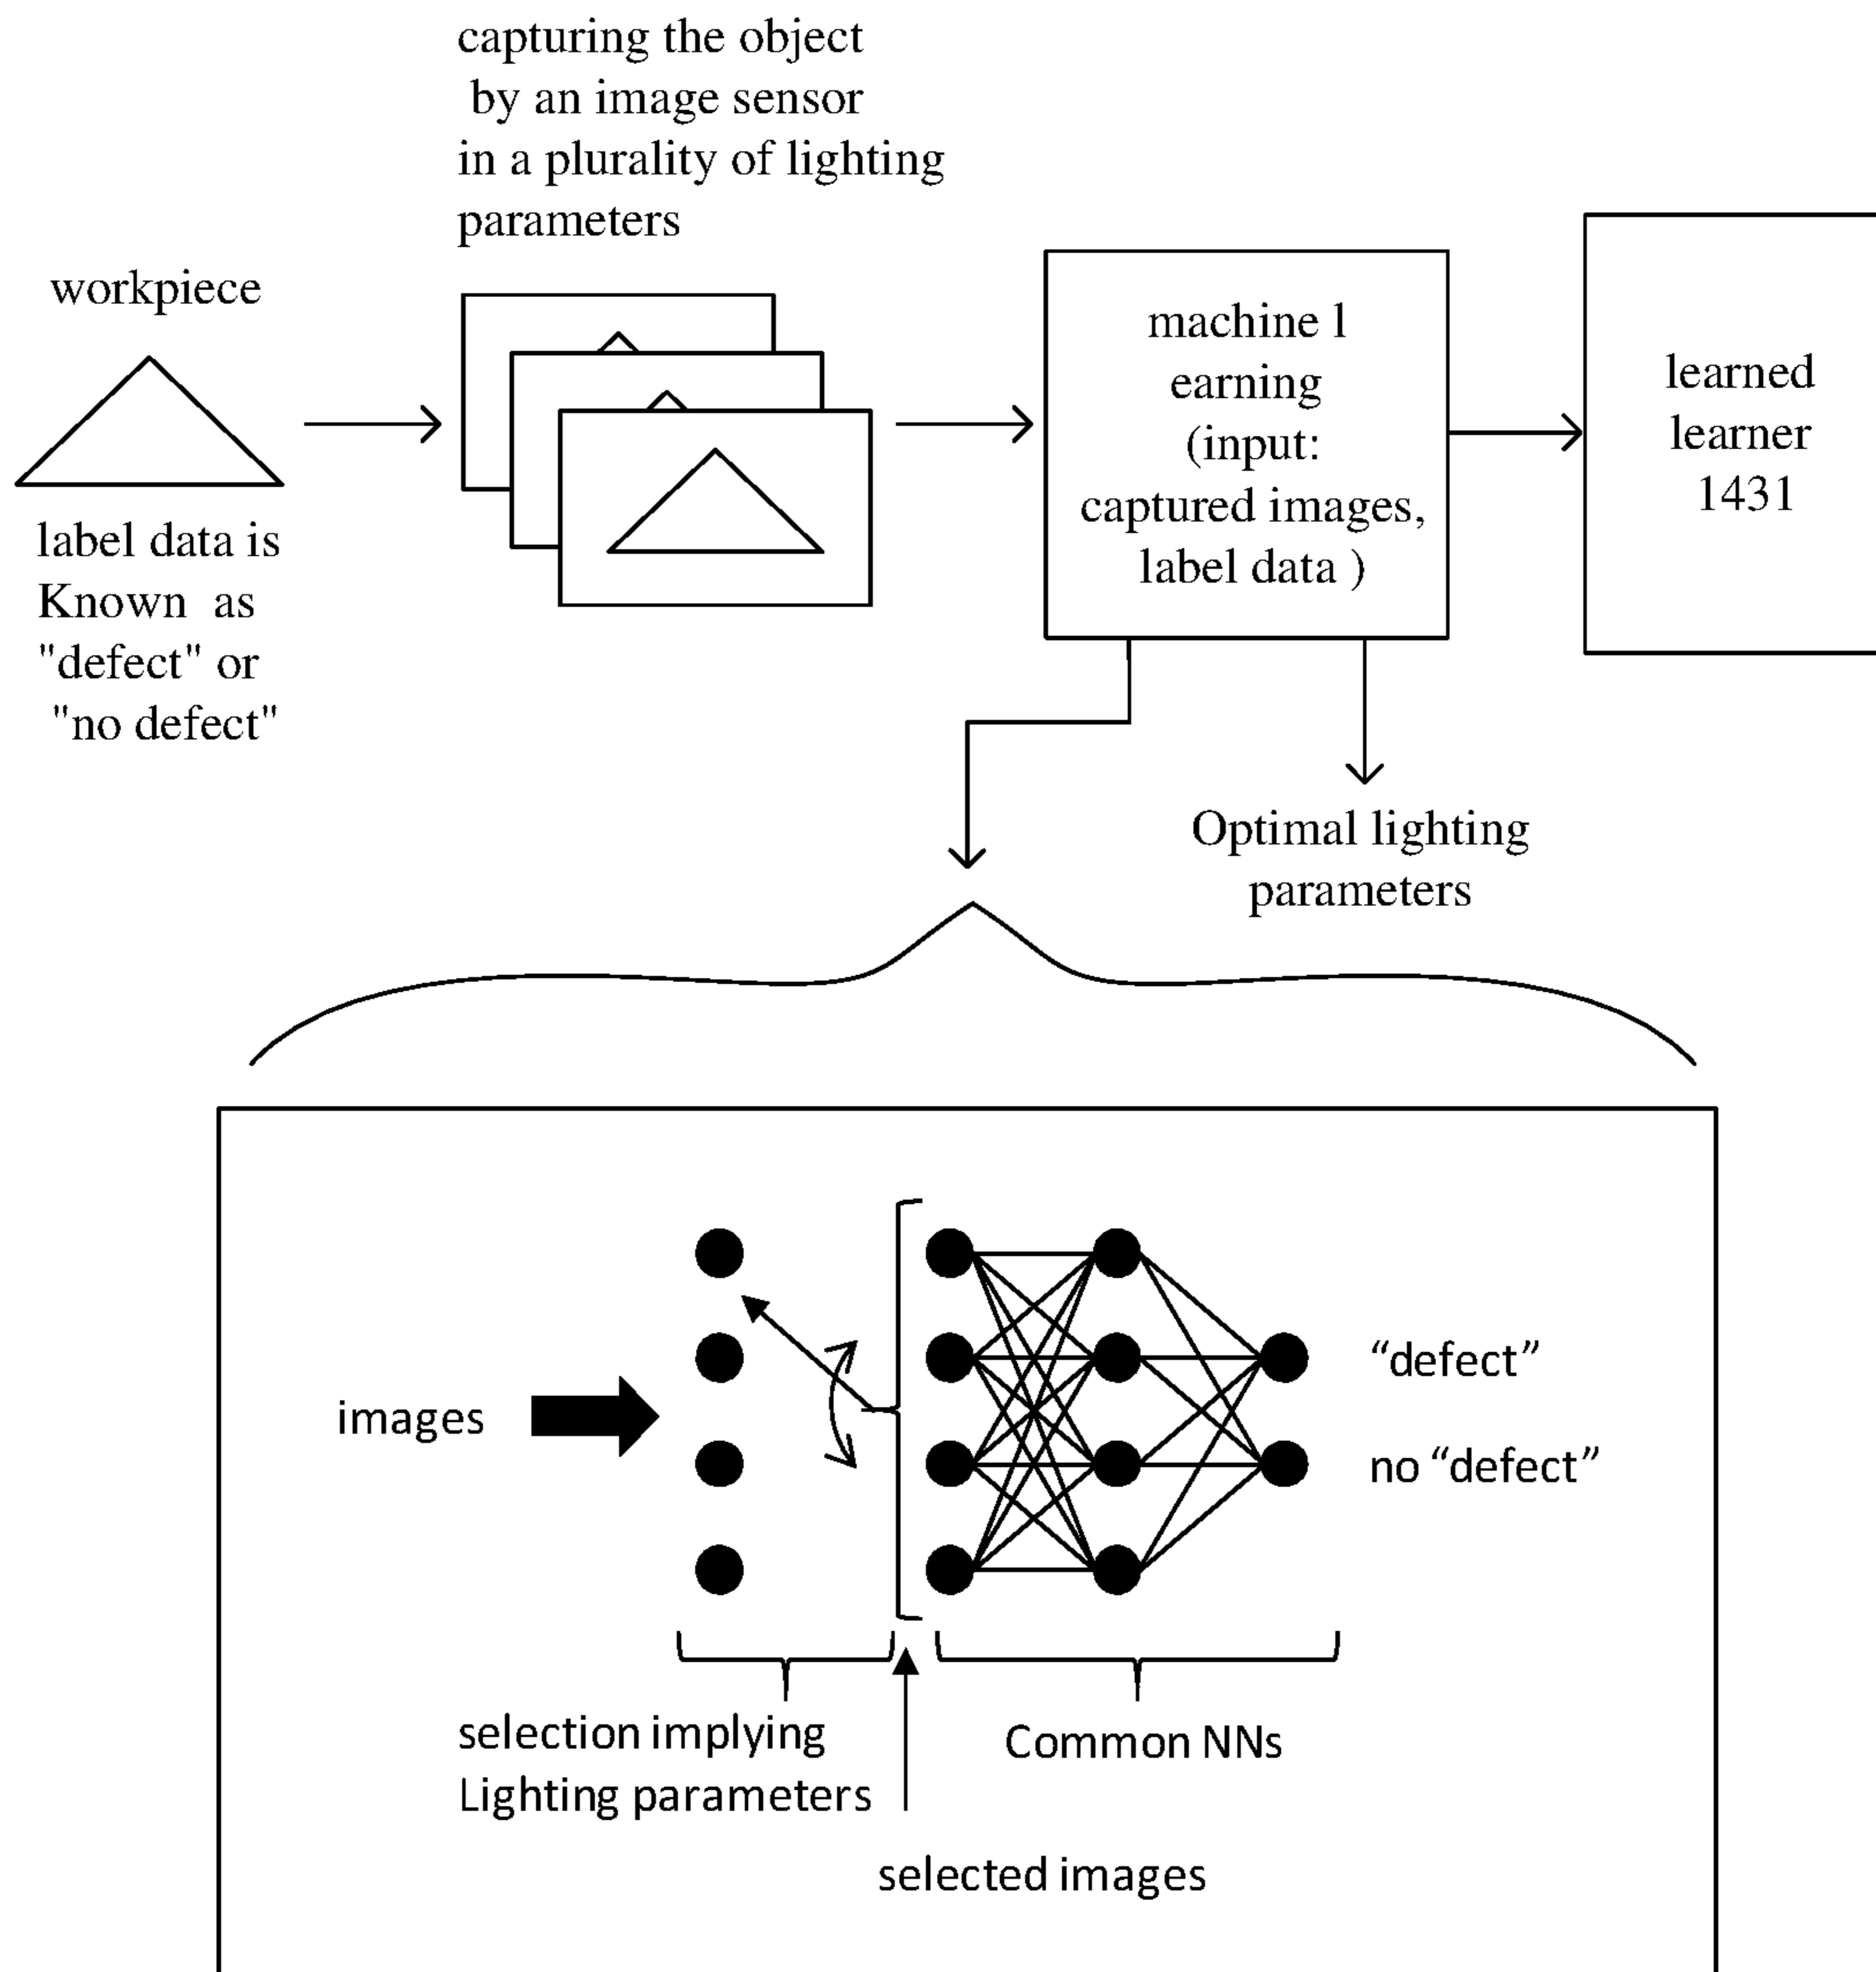 capturing the object
by an image sensor
in a plurality of lighting
parameters
workpiece
label data is
Known as
"defect" or
"no defect"
machine l
earning
(input:
captured images,
label data )
learned
learner
1431
Optimal lighting
parameters
images
“defect”
no “defect”
selection implying
Lighting parameters
Common NNs
selected images